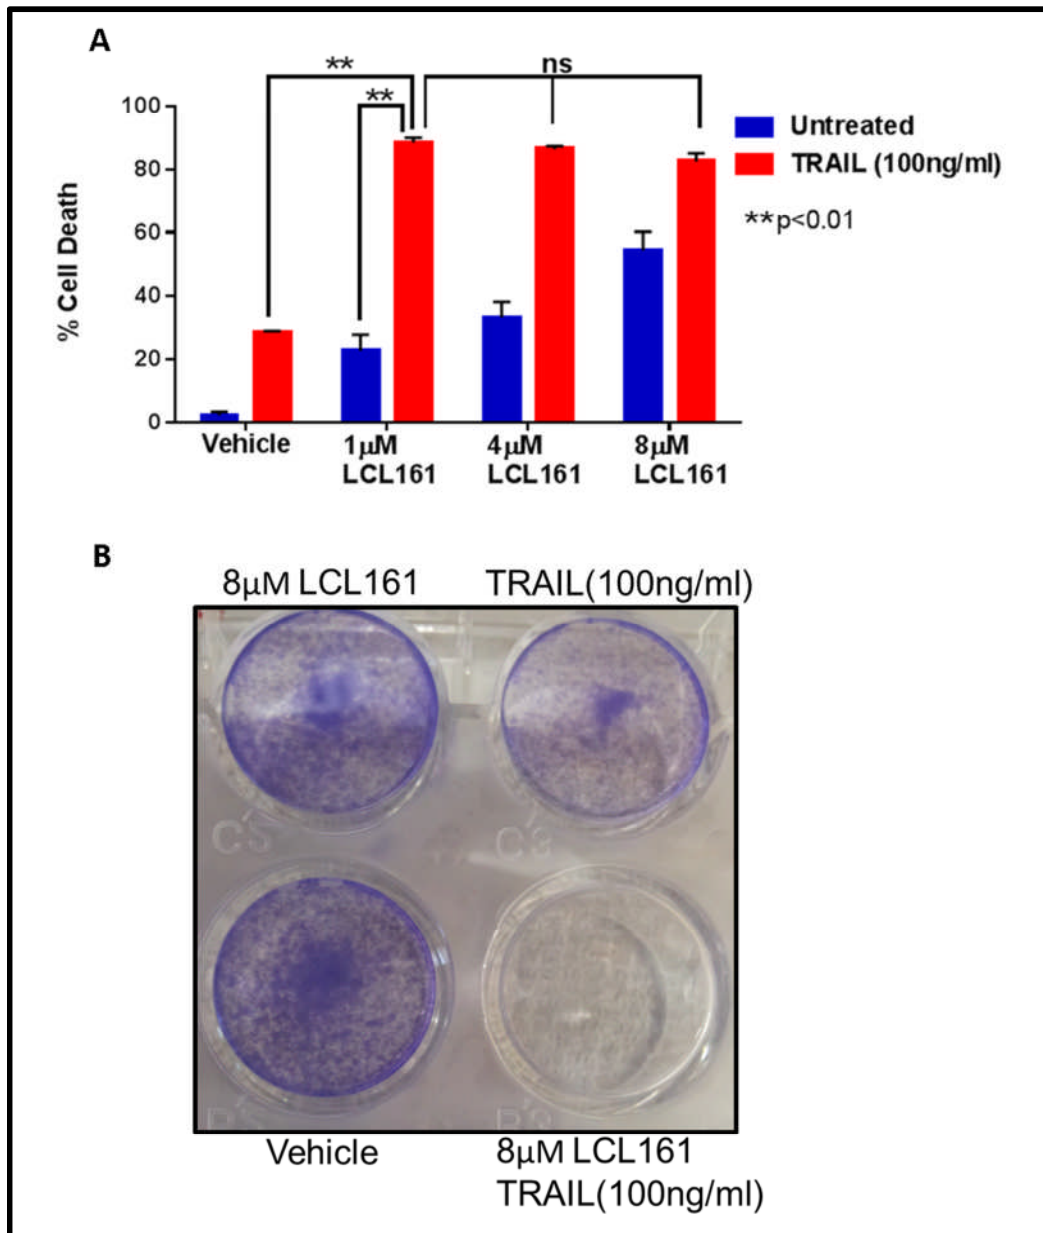 A
** ns
**
100
80
60
40
20
0
% Cell Death
Untreated
TRAIL (100ng/ml)
**p<0.01
Vehicle 1µM 4µM 8µM
LCL161 LCL161 LCL161
B
8µM LCL161 TRAIL(100ng/ml)
Vehicle 8µM LCL161
TRAIL(100ng/ml)